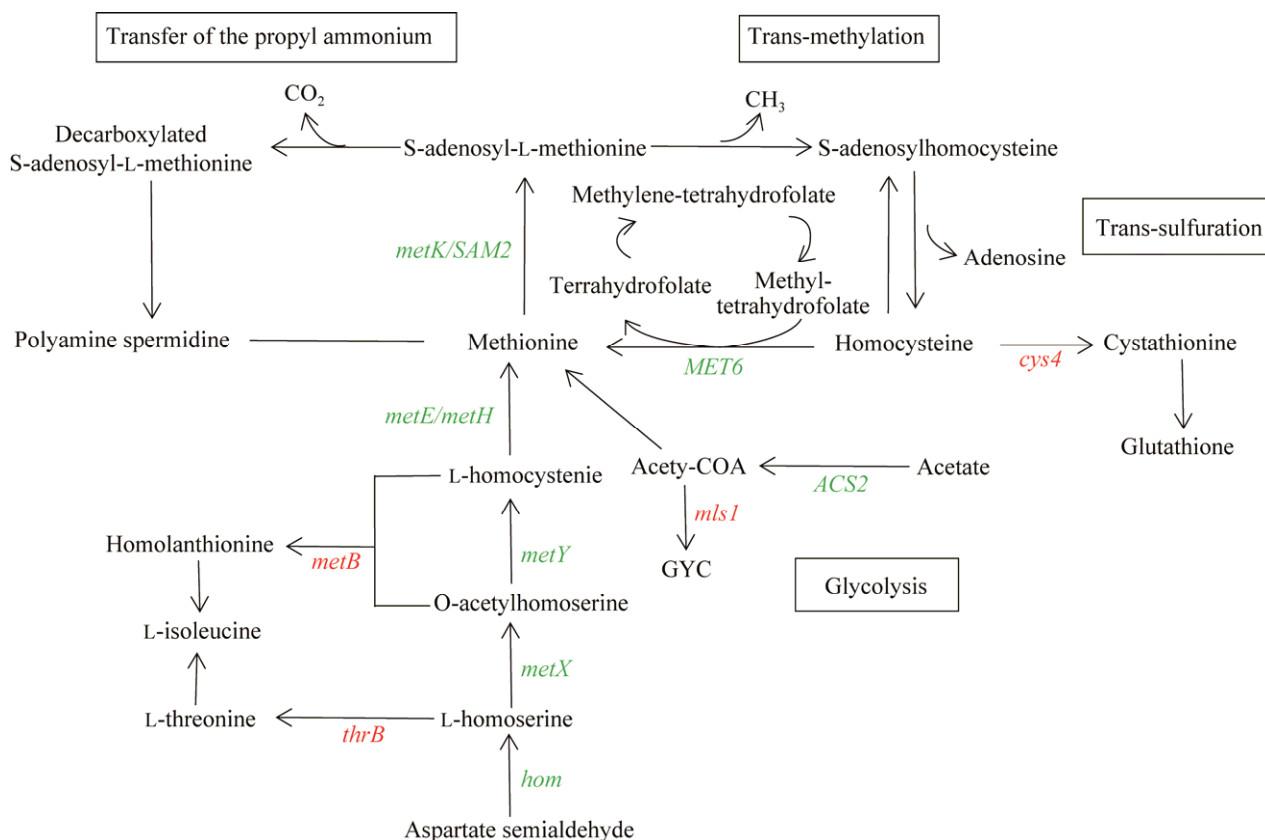 Transfer of the propyl ammonium
Trans-methylation
CO₂
CH₃
Decarboxylated
S-adenosyl-L-methionine
S-adenosyl-L-methionine
S-adenosylhomocysteine
Methylene-tetrahydrofolate
Trans-sulfuration
metK/SAM2
Adenosine
Terrahydrofolate
Methyl-
tetrahydrofolate
Polyamine spermidine
Methionine
Homocysteine
Cystathionine
MET6
cys4
metE/metH
Glutathione
L-homocystenie
Acety-COA
Acetate
ACS2
mls1
Homolanthionine
metB
metY
GYC
Glycolysis
O-acetylhomoserine
L-isoleucine
metX
L-threonine
L-homoserine
thrB
hom
Aspartate semialdehyde